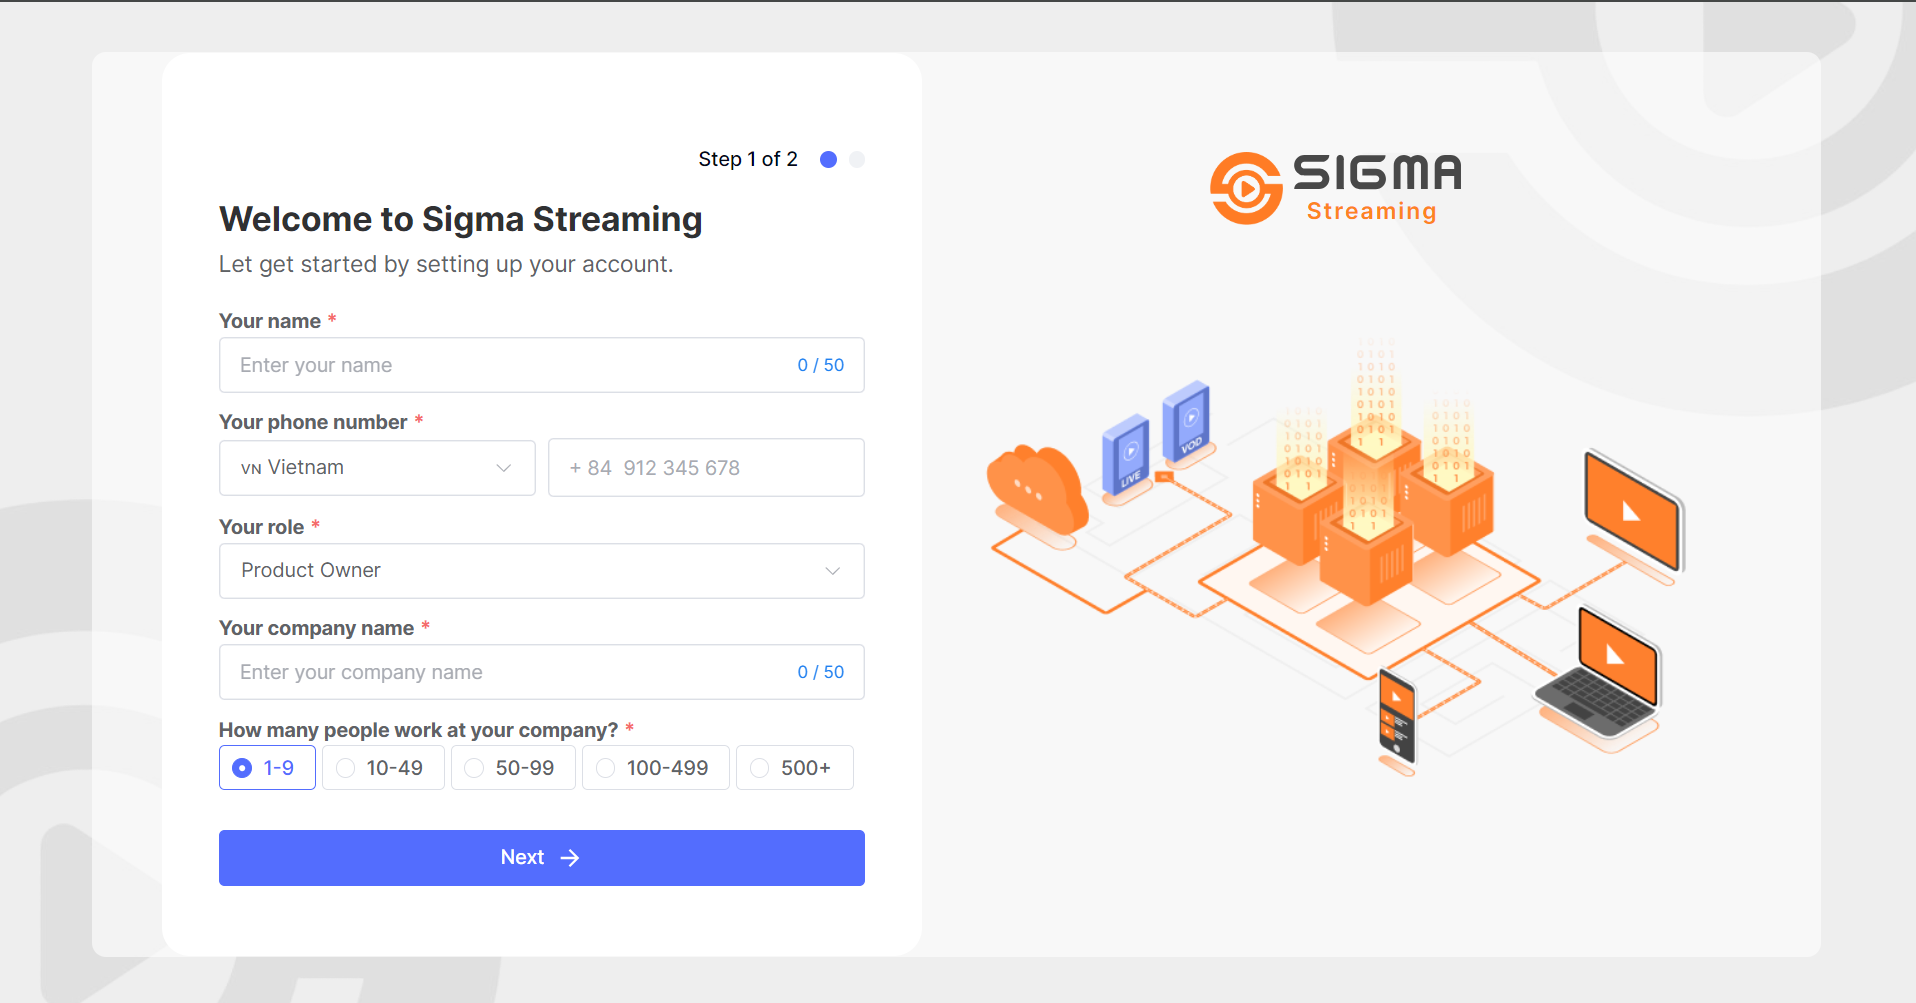 Step 1 of 2
Welcome to Sigma Streaming
Let get started by setting up your account.
Your name *
Enter your name 0 / 50
Your phone number *
VN Vietnam + 84 912 345 678
Your role *
Product Owner
Your company name *
Enter your company name 0 / 50
How many people work at your company? *
1-9 10-49 50-99 100-499 500+
Next
SIGMA
Streaming
LIVE
VOD